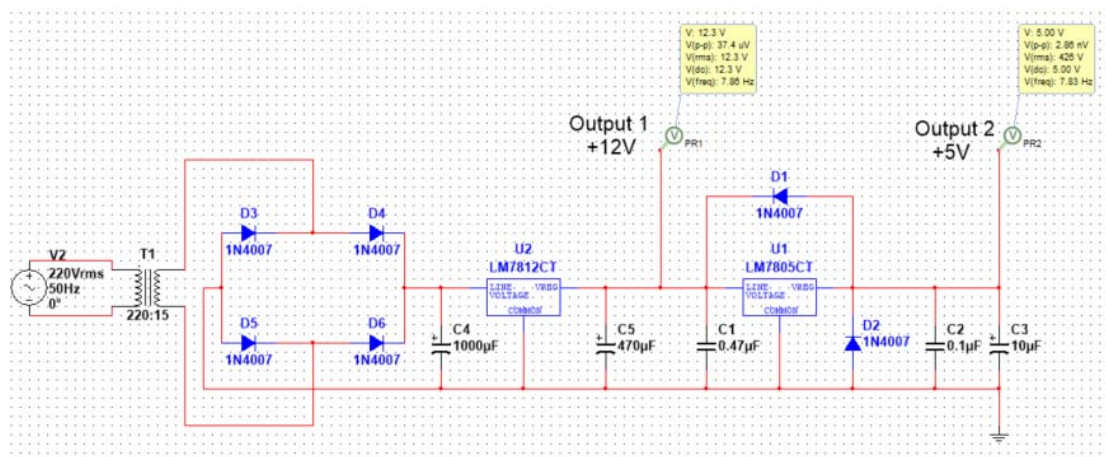 V: 12.3 V
V(p-p): 37.4 uV
V(rms): 12.3 V
V(dc): 12.3 V
V(freq): 7.86 Hz
V: 5.00 V
V(p-p): 2.86 nV
V(rms): 426 V
V(dc): 5.00 V
V(freq): 7.83 Hz
Output 1
+12V
PR1
Output 2
+5V
PR2
D1
1N4007
D3
1N4007
D4
1N4007
V2
220Vrms
50Hz
0°
T1
220:15
U2
LM7812CT
LINE VREG
VOLTAGE
COMMON
U1
LM7805CT
LINE VREG
VOLTAGE
COMMON
D5
1N4007
D6
1N4007
C4
1000µF
C5
470µF
C1
0.47µF
D2
1N4007
C2
0.1µF
C3
10µF